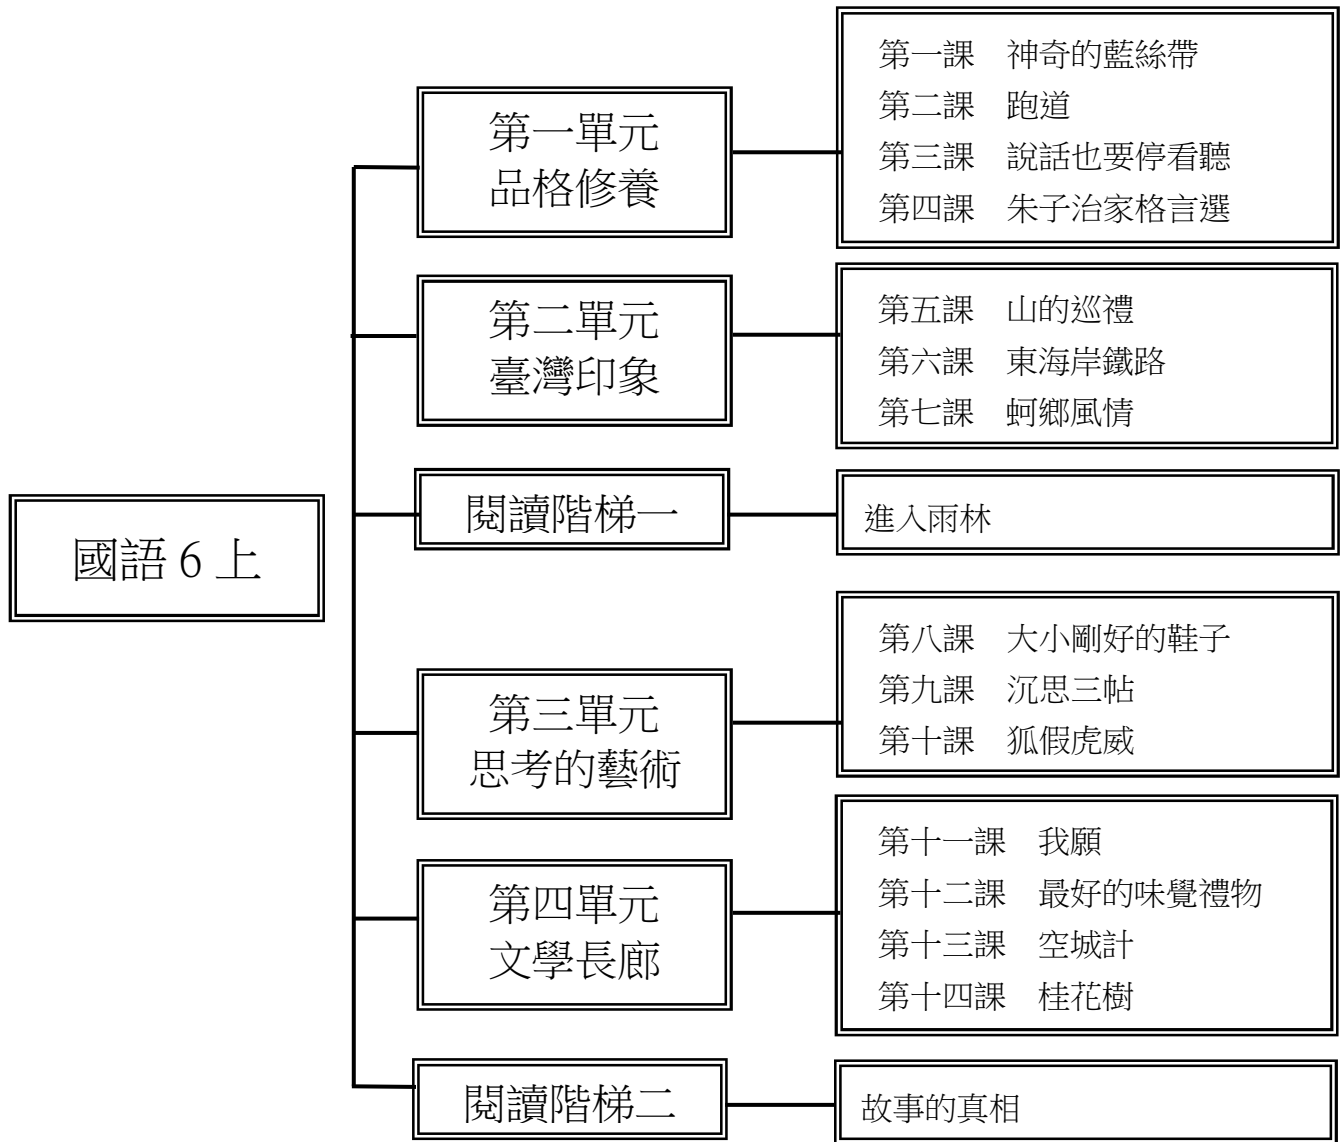 國語 6 上
第一單元
品格修養
第一課　神奇的藍絲帶
第二課　跑道
第三課　說話也要停看聽
第四課　朱子治家格言選
第二單元
臺灣印象
第五課　山的巡禮
第六課　東海岸鐵路
第七課　蚵鄉風情
閱讀階梯一
進入雨林
第三單元
思考的藝術
第八課　大小剛好的鞋子
第九課　沉思三帖
第十課　狐假虎威
第四單元
文學長廊
第十一課　我願
第十二課　最好的味覺禮物
第十三課　空城計
第十四課　桂花樹
閱讀階梯二
故事的真相